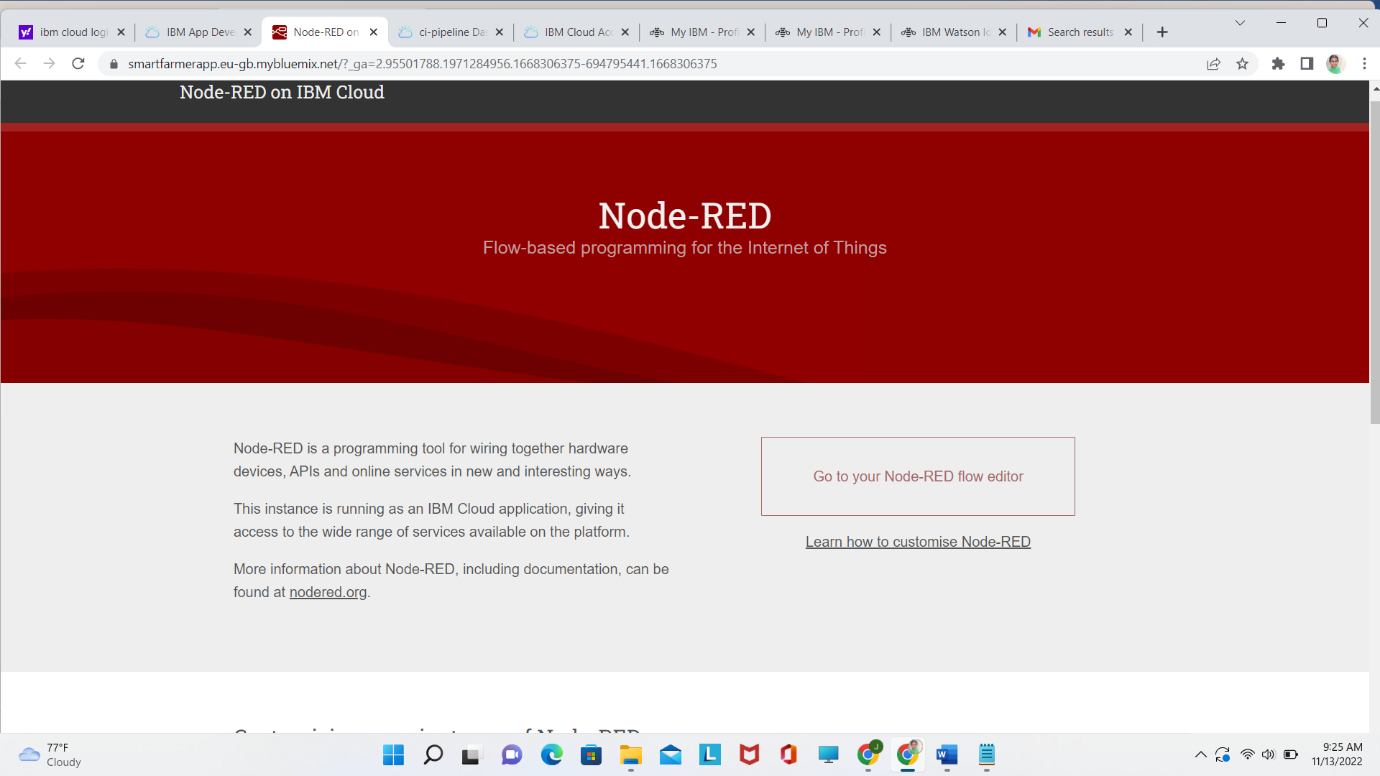 ibm cloud logi
IBM App Deve
Node-RED on
ci-pipeline Das
IBM Cloud Acc
My IBM - Profi
My IBM - Profi
IBM Watson Io
Search results
smartfarmerapp.eu-gb.mybluemix.net/?_ga=2.95501788.1971284956.1668306375-694795441.1668306375
Node-RED on IBM Cloud
Node-RED
Flow-based programming for the Internet of Things
Node-RED is a programming tool for wiring together hardware
devices, APIs and online services in new and interesting ways.
This instance is running as an IBM Cloud application, giving it
access to the wide range of services available on the platform.
More information about Node-RED, including documentation, can be
found at nodered.org.
Go to your Node-RED flow editor
Learn how to customise Node-RED
77°F
Cloudy
9:25 AM
11/13/2022